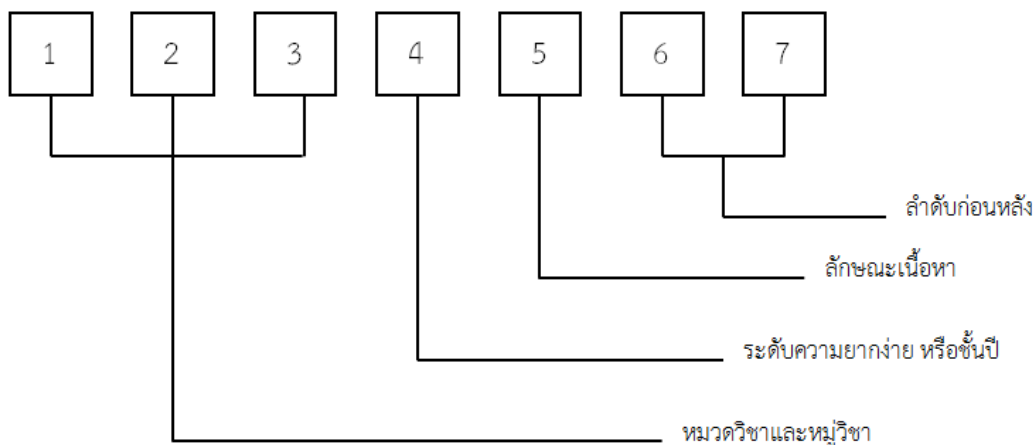 1 2 3 4 5 6 7
ลำดับก่อนหลัง
ลักษณะเนื้อหา
ระดับความยากง่าย หรือชั้นปี
หมวดวิชาและหมู่วิชา